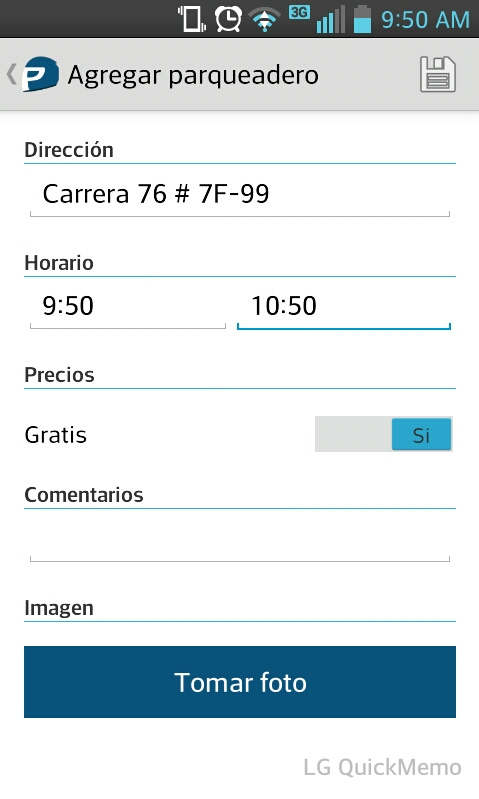 3G 9:50 AM
Agregar parqueadero
Dirección
Carrera 76 # 7F-99
Horario
9:50 10:50
Precios
Gratis Si
Comentarios
Imagen
Tomar foto
LG QuickMemo